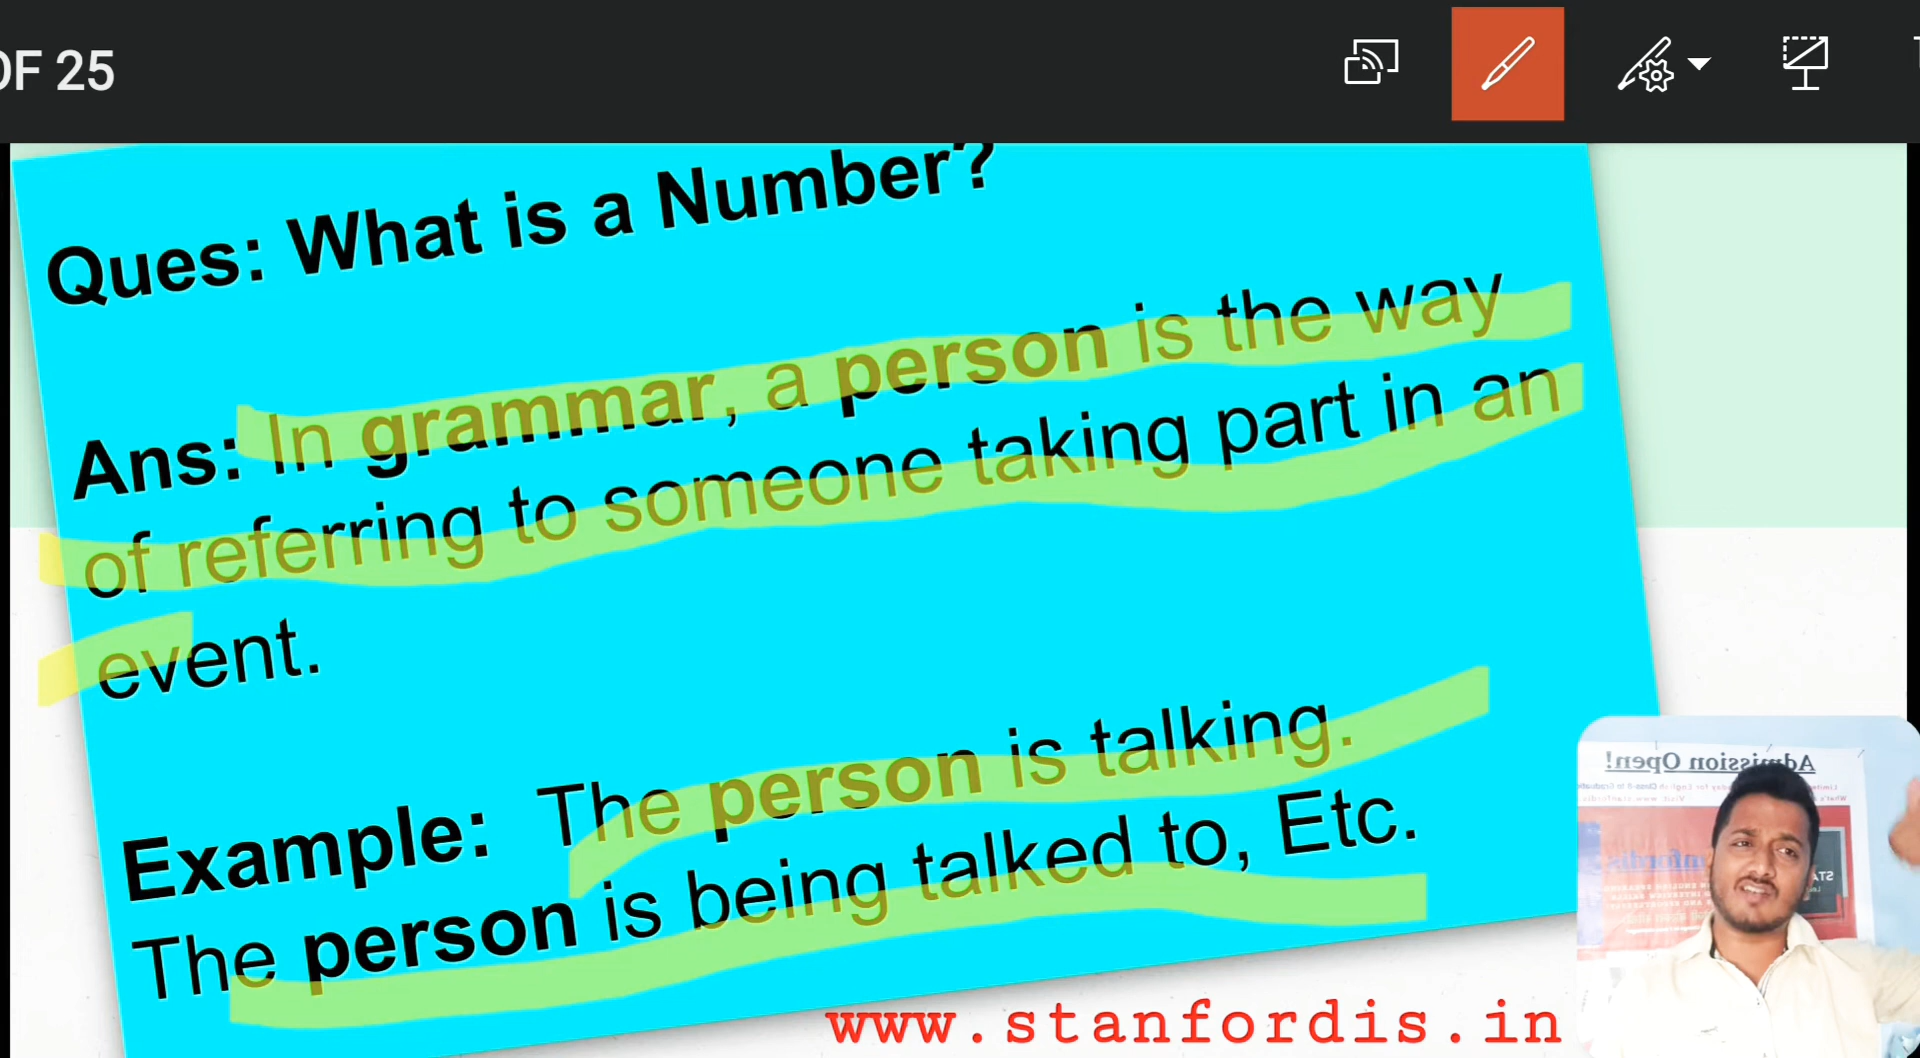 OF 25
Ques: What is a Number?
Ans: In grammar, a person is the way
of referring to someone taking part in an
event.
Example: The person is talking.
The person is being talked to, Etc.
www.stanfordis.in
Admission Open!